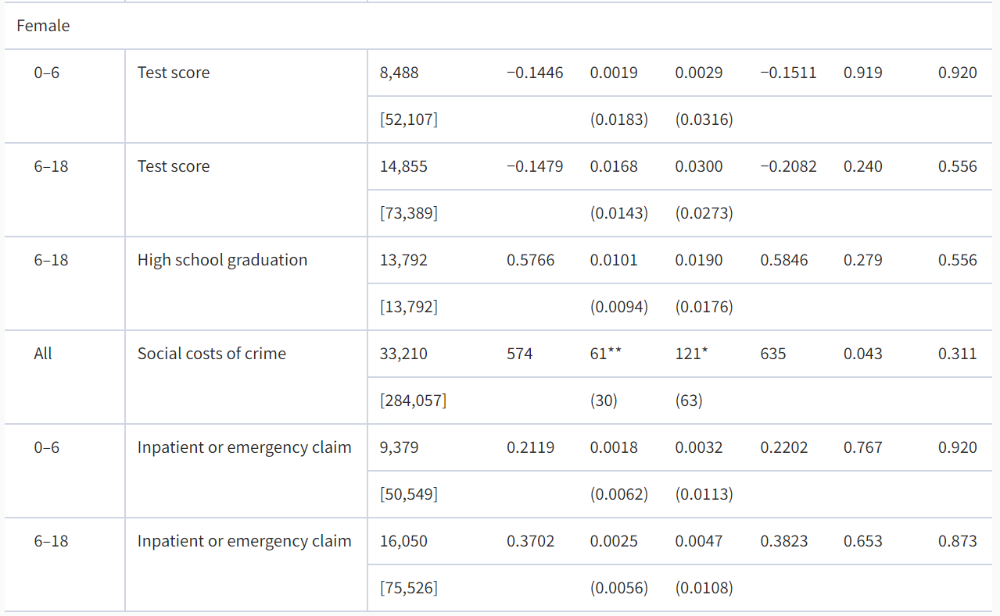 Female
0–6 Test score 8,488 −0.1446 0.0019 0.0029 −0.1511 0.919 0.920
[52,107] (0.0183) (0.0316)
6–18 Test score 14,855 −0.1479 0.0168 0.0300 −0.2082 0.240 0.556
[73,389] (0.0143) (0.0273)
6–18 High school graduation 13,792 0.5766 0.0101 0.0190 0.5846 0.279 0.556
[13,792] (0.0094) (0.0176)
All Social costs of crime 33,210 574 61** 121* 635 0.043 0.311
[284,057] (30) (63)
0–6 Inpatient or emergency claim 9,379 0.2119 0.0018 0.0032 0.2202 0.767 0.920
[50,549] (0.0062) (0.0113)
6–18 Inpatient or emergency claim 16,050 0.3702 0.0025 0.0047 0.3823 0.653 0.873
[75,526] (0.0056) (0.0108)